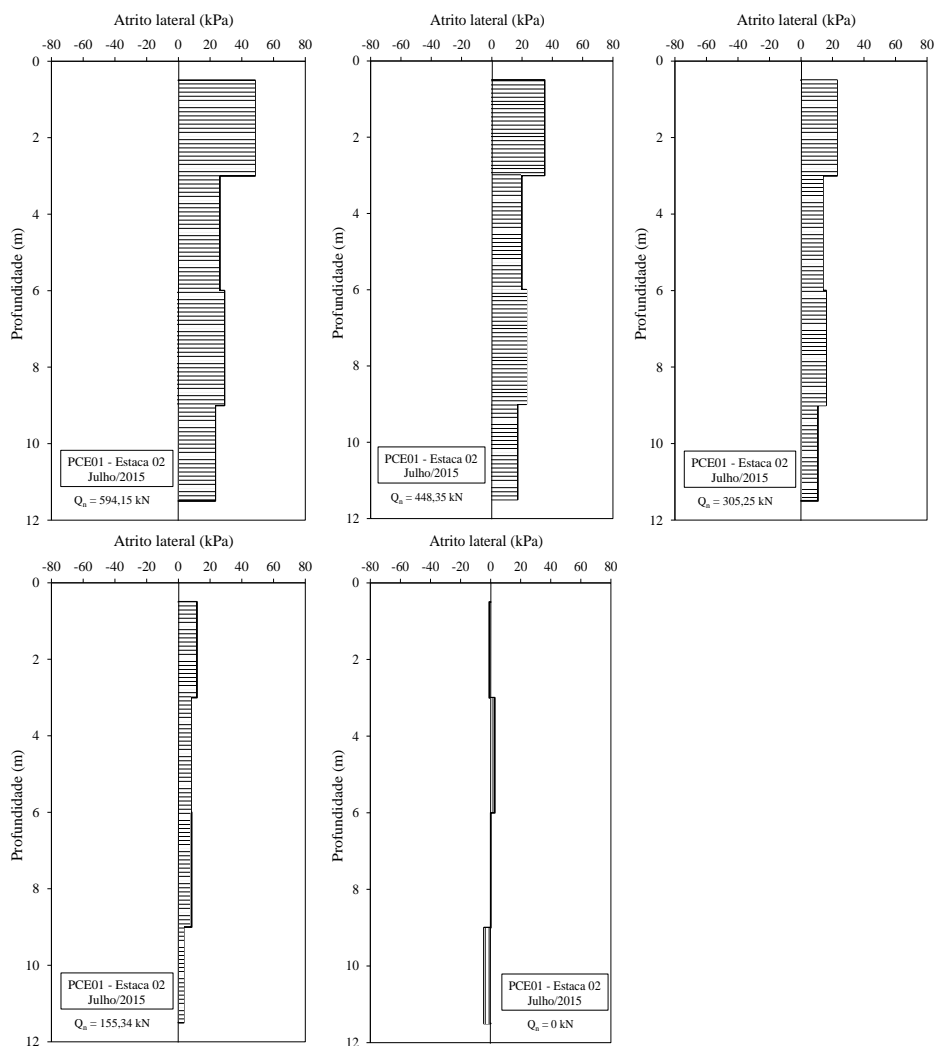 Atrito lateral (kPa)
-80 -60 -40 -20 0 20 40 60 80
0
2
4
6
8
10
12
Profundidade (m)
PCE01 - Estaca 02
Julho/2015
Qn = 594,15 kN
Atrito lateral (kPa)
-80 -60 -40 -20 0 20 40 60 80
0
2
4
6
8
10
12
Profundidade (m)
PCE01 - Estaca 02
Julho/2015
Qn = 448,35 kN
Atrito lateral (kPa)
-80 -60 -40 -20 0 20 40 60 80
0
2
4
6
8
10
12
Profundidade (m)
PCE01 - Estaca 02
Julho/2015
Qn = 305,25 kN
Atrito lateral (kPa)
-80 -60 -40 -20 0 20 40 60 80
0
2
4
6
8
10
12
Profundidade (m)
PCE01 - Estaca 02
Julho/2015
Qn = 155,34 kN
Atrito lateral (kPa)
-80 -60 -40 -20 0 20 40 60 80
0
2
4
6
8
10
12
Profundidade (m)
PCE01 - Estaca 02
Julho/2015
Qn = 0 kN